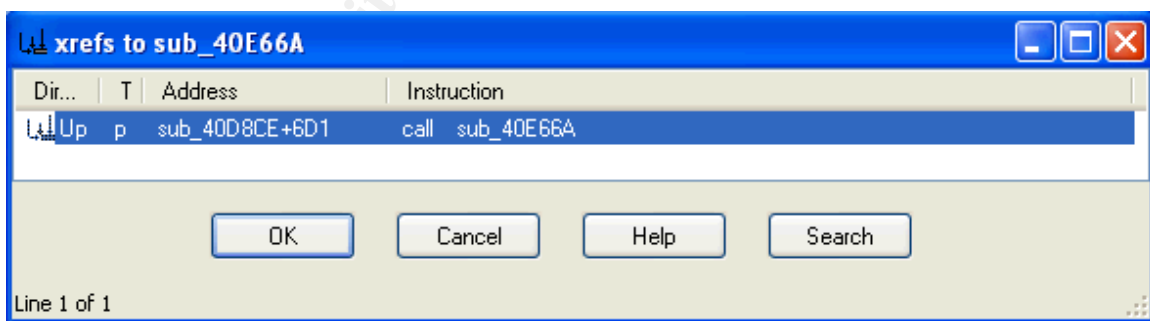 xrefs to sub_40E66A
Dir... T Address Instruction
Up p sub_40D8CE+6D1 call sub_40E66A
OK Cancel Help Search
Line 1 of 1